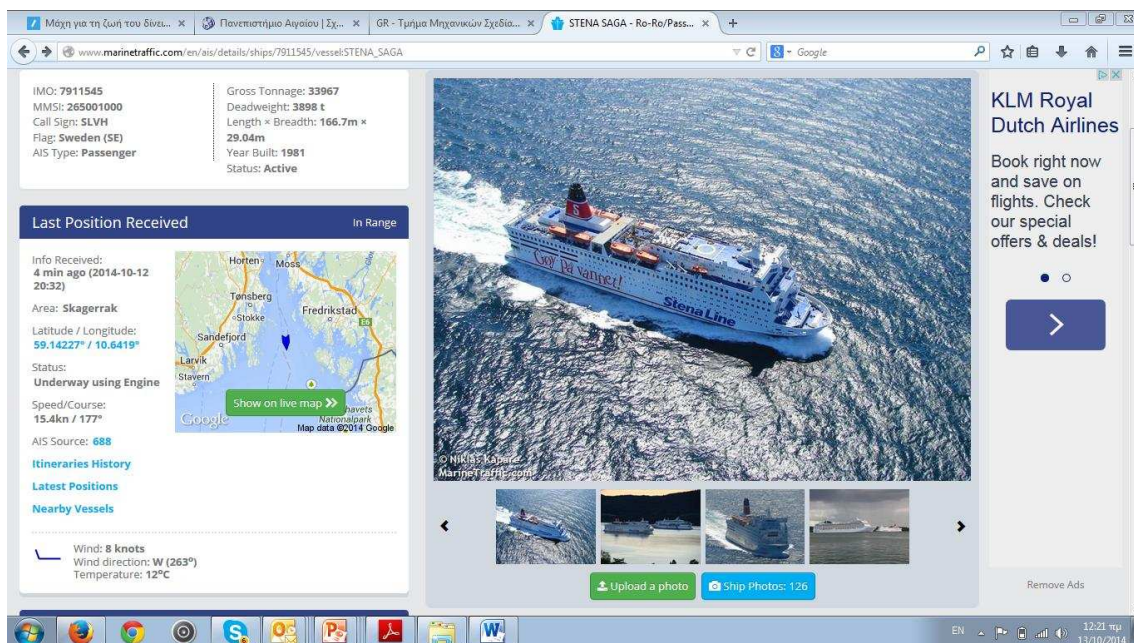 Μάχη για τη ζωή του δίνει...
Πανεπιστήμιο Αιγαίου | Σχ...
GR - Τμήμα Μηχανικών Σχεδία...
STENA SAGA - Ro-Ro/Pass...
www.marinetraffic.com/en/ais/details/ships/7911545/vessel:STENA_SAGA
Google
IMO: 7911545
MMSI: 265001000
Call Sign: SLVH
Flag: Sweden (SE)
AIS Type: Passenger
Gross Tonnage: 33967
Deadweight: 3898 t
Length × Breadth: 166.7m ×
29.04m
Year Built: 1981
Status: Active
Last Position Received
In Range
Info Received:
4 min ago (2014-10-12
20:32)
Area: Skagerrak
Latitude / Longitude:
59.14227° / 10.6419°
Status:
Underway using Engine
Speed/Course:
15.4kn / 177°
AIS Source: 688
Itineraries History
Latest Positions
Nearby Vessels
Horten
Moss
Tønsberg
Stokke
Fredrikstad
E6
Sandefjord
Larvik
Stavern
Show on live map
havets
Nasjonalpark
Google
Map data ©2014 Google
Wind: 8 knots
Wind direction: W (263°)
Temperature: 12°C
S
Gøy på vannet!
Stena Line
© Niklas Kapare
MarineTraffic.com
Upload a photo
Ship Photos: 126
KLM Royal
Dutch Airlines
Book right now
and save on
flights. Check
our special
offers & deals!
Remove Ads
EN
12:21 πμ
13/10/2014